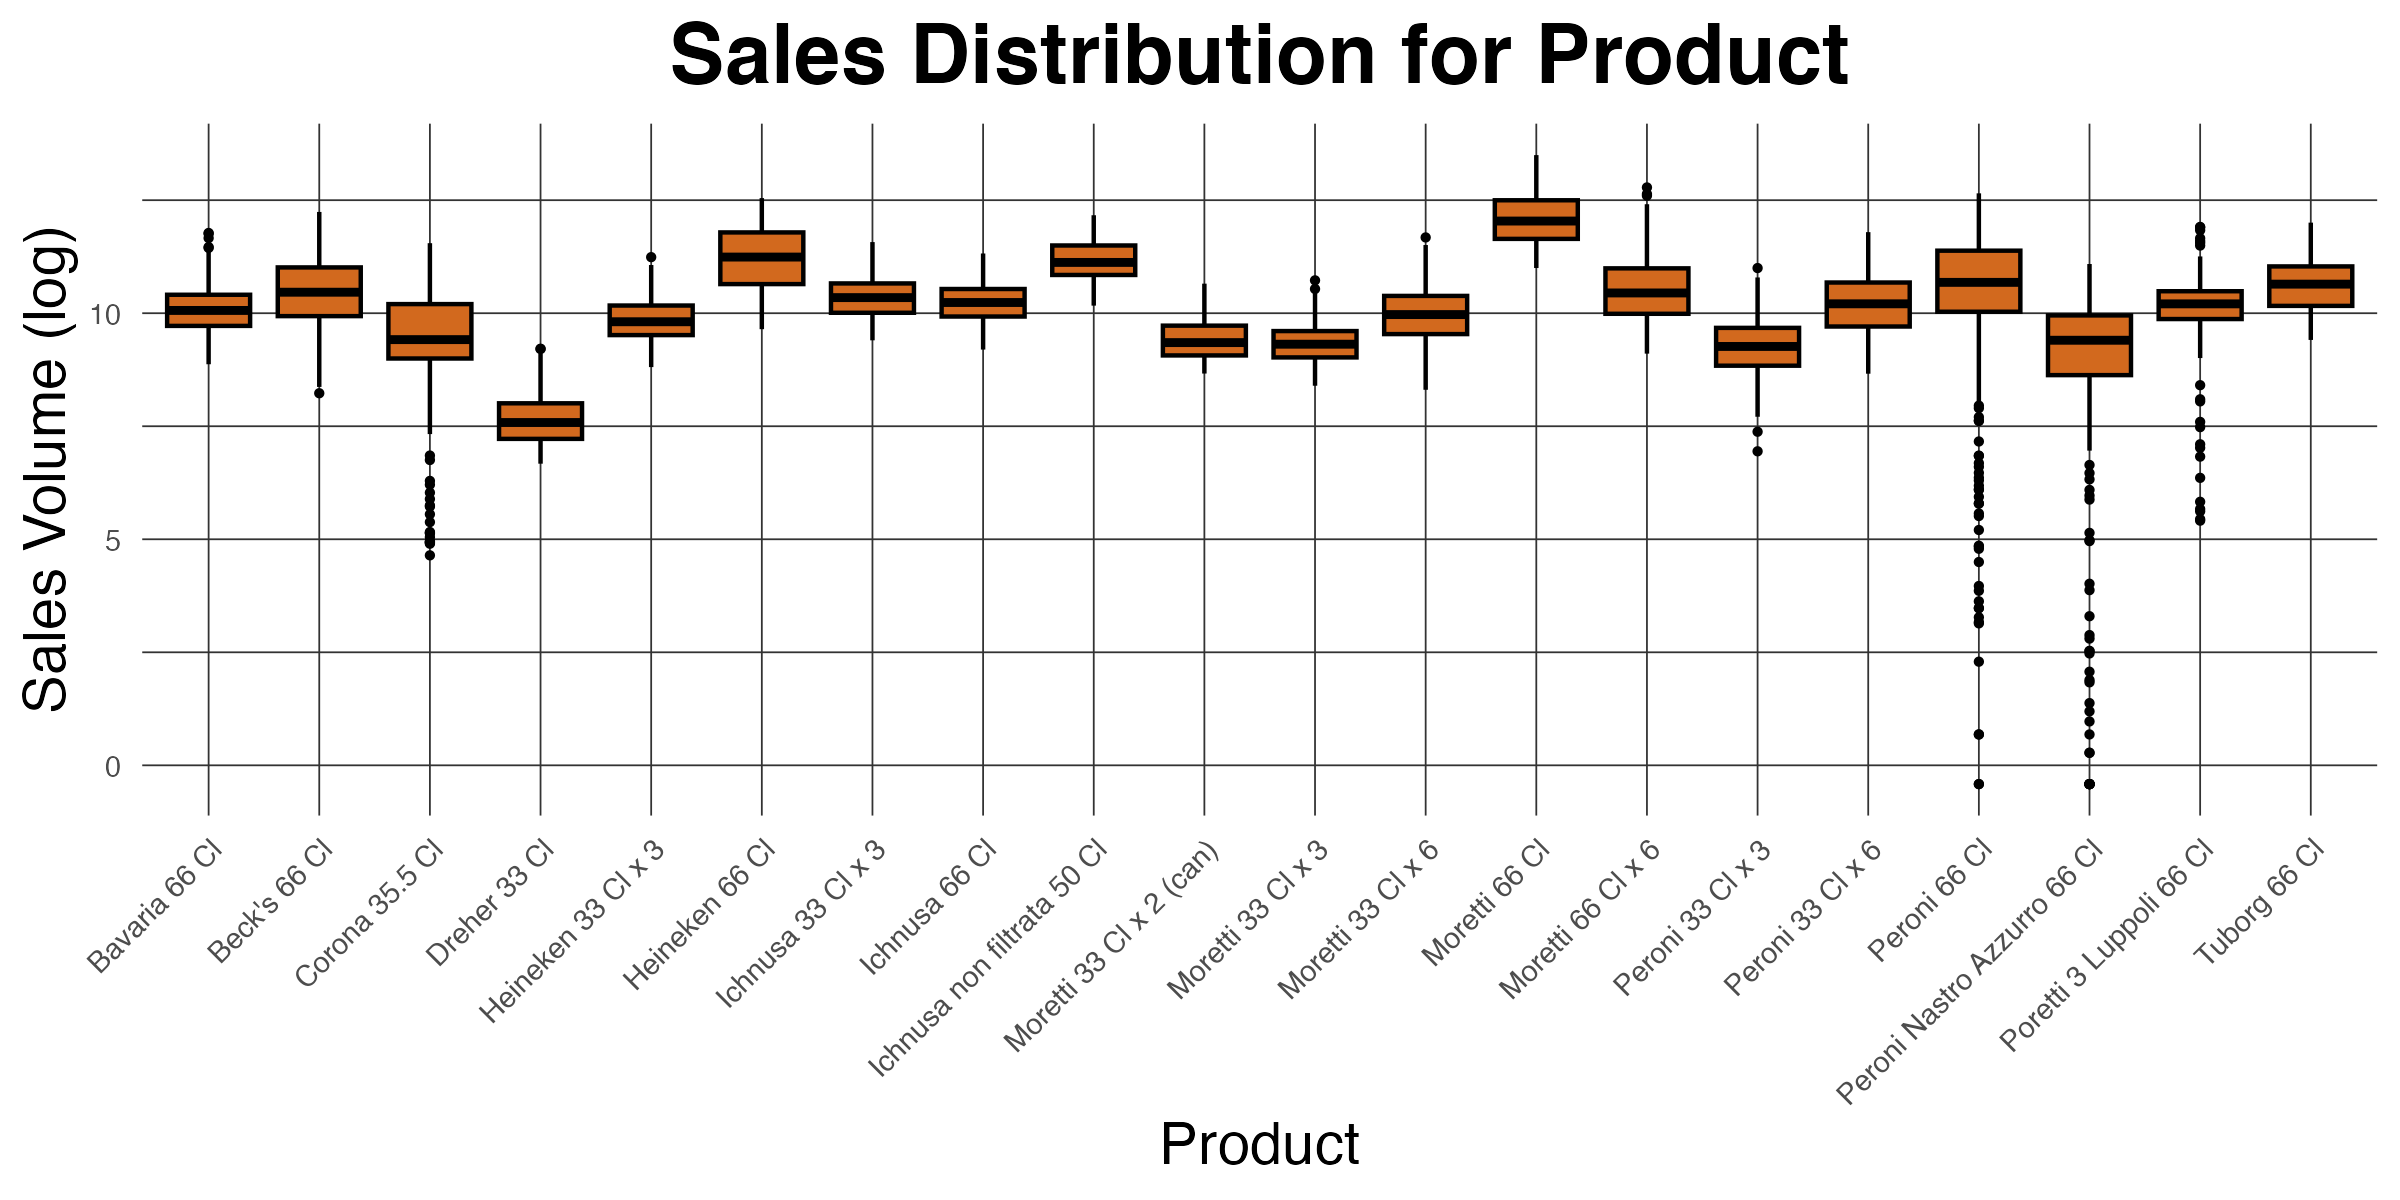 Sales Distribution for Product
Sales Volume (log)
10
5
0
Bavaria 66 Cl
Beck's 66 Cl
Corona 35.5 Cl
Dreher 33 Cl
Heineken 33 Cl x 3
Heineken 66 Cl
Ichnusa 33 Cl x 3
Ichnusa 66 Cl
Ichnusa non filtrata 50 Cl
Moretti 33 Cl x 2 (can)
Moretti 33 Cl x 3
Moretti 33 Cl x 6
Moretti 66 Cl
Moretti 66 Cl x 6
Peroni 33 Cl x 3
Peroni 33 Cl x 6
Peroni 66 Cl
Peroni Nastro Azzurro 66 Cl
Poretti 3 Luppoli 66 Cl
Tuborg 66 Cl
Product